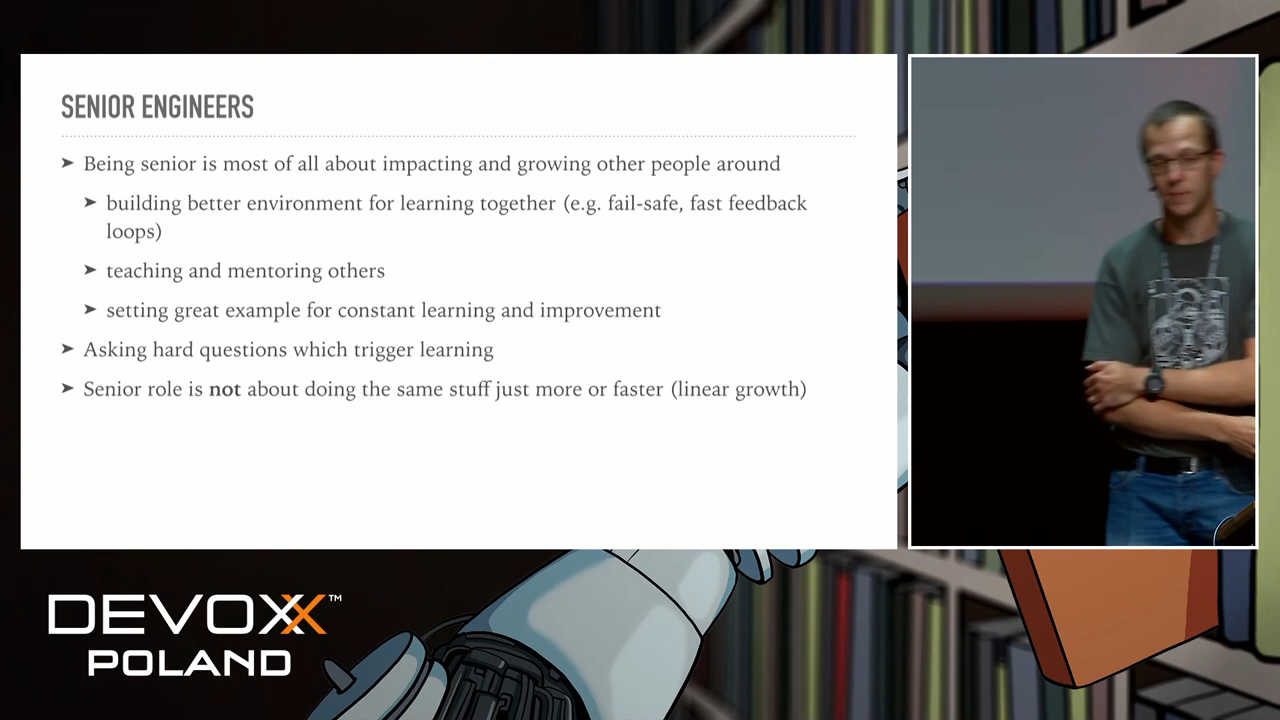 SENIOR ENGINEERS
➤ Being senior is most of all about impacting and growing other people around
➤ building better environment for learning together (e.g. fail-safe, fast feedback
loops)
➤ teaching and mentoring others
➤ setting great example for constant learning and improvement
➤ Asking hard questions which trigger learning
➤ Senior role is not about doing the same stuff just more or faster (linear growth)
DEVOXX™
POLAND